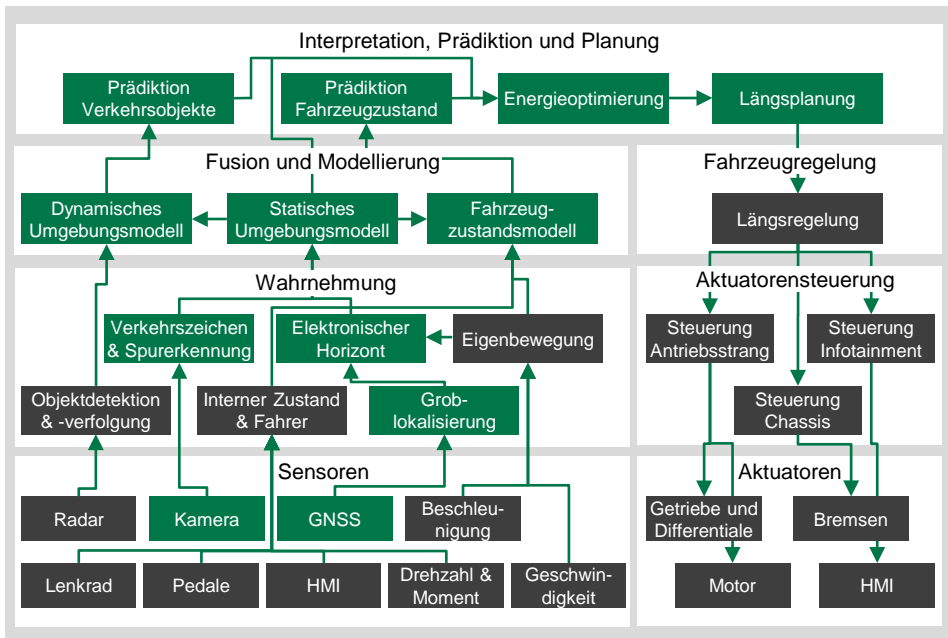 Interpretation, Prädiktion und Planung
Prädiktion
Verkehrsobjekte
Prädiktion
Fahrzeugzustand
Energieoptimierung
Längsplanung
Fusion und Modellierung
Dynamisches
Umgebungsmodell
Statisches
Umgebungsmodell
Fahrzeug-
zustandsmodell
Fahrzeugregelung
Längsregelung
Wahrnehmung
Verkehrszeichen
& Spurerkennung
Elektronischer
Horizont
Eigenbewegung
Objektdetektion
& -verfolgung
Interner Zustand
& Fahrer
Grob-
lokalisierung
Aktuatorensteuerung
Steuerung
Antriebsstrang
Steuerung
Infotainment
Steuerung
Chassis
Sensoren
Radar
Kamera
GNSS
Beschleu-
nigung
Lenkrad
Pedale
HMI
Drehzahl &
Moment
Geschwin-
digkeit
Aktuatoren
Getriebe und
Differentiale
Bremsen
Motor
HMI